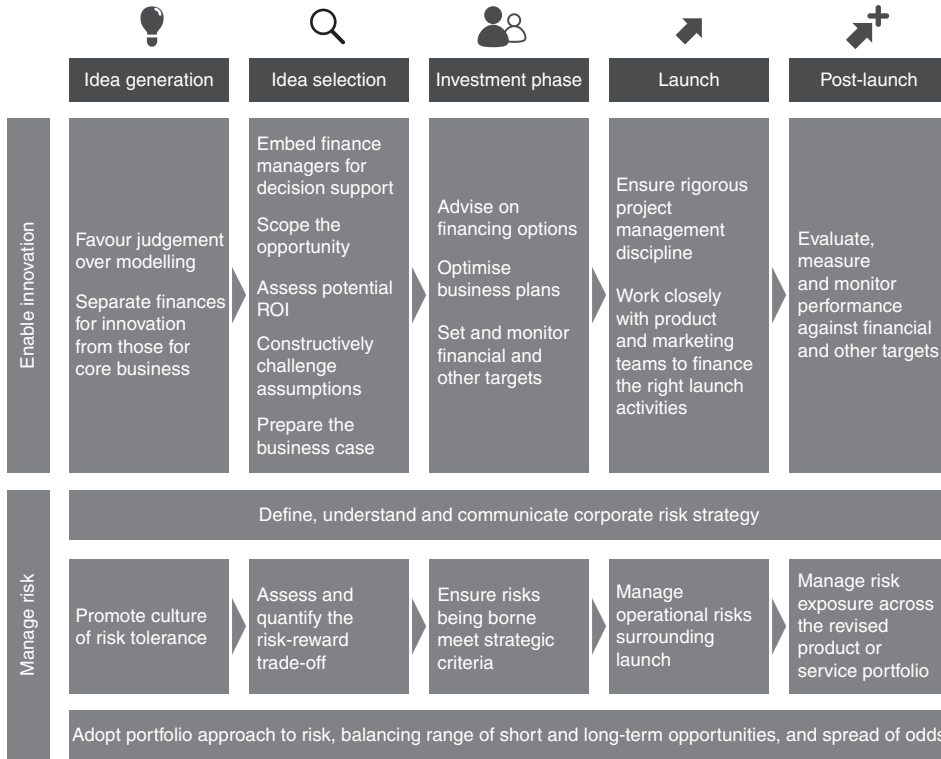 Idea generation
Idea selection
Investment phase
Launch
Post-launch
Enable innovation
Favour judgement
over modelling
Separate finances
for innovation
from those for
core business
Embed finance
managers for
decision support
Scope the
opportunity
Assess potential
ROI
Constructively
challenge
assumptions
Prepare the
business case
Advise on
financing options
Optimise
business plans
Set and monitor
financial and
other targets
Ensure rigorous
project
management
discipline
Work closely
with product
and marketing
teams to finance
the right launch
activities
Evaluate,
measure
and monitor
performance
against financial
and other targets
Manage risk
Define, understand and communicate corporate risk strategy
Promote culture
of risk tolerance
Assess and
quantify the
risk-reward
trade-off
Ensure risks
being borne
meet strategic
criteria
Manage
operational risks
surrounding
launch
Manage risk
exposure across
the revised
product or
service portfolio
Adopt portfolio approach to risk, balancing range of short and long-term opportunities, and spread of odds